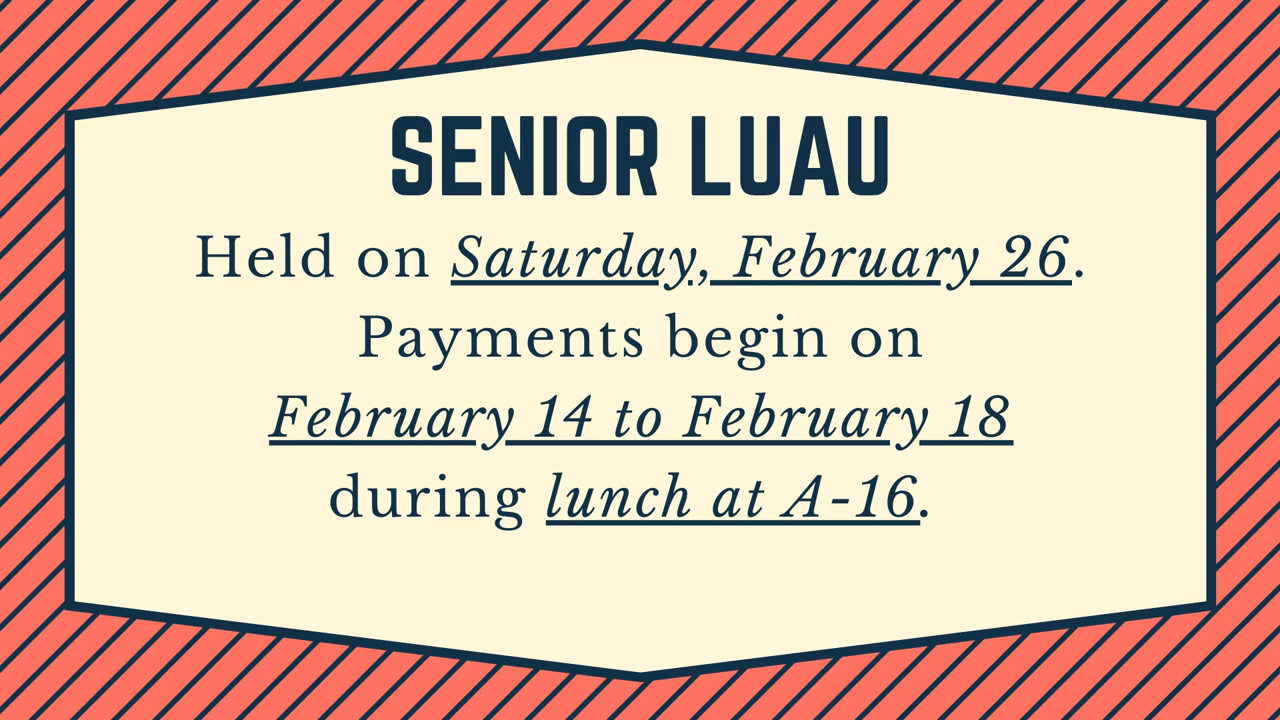 SENIOR LUAU
Held on Saturday, February 26.
Payments begin on
February 14 to February 18
during lunch at A-16.